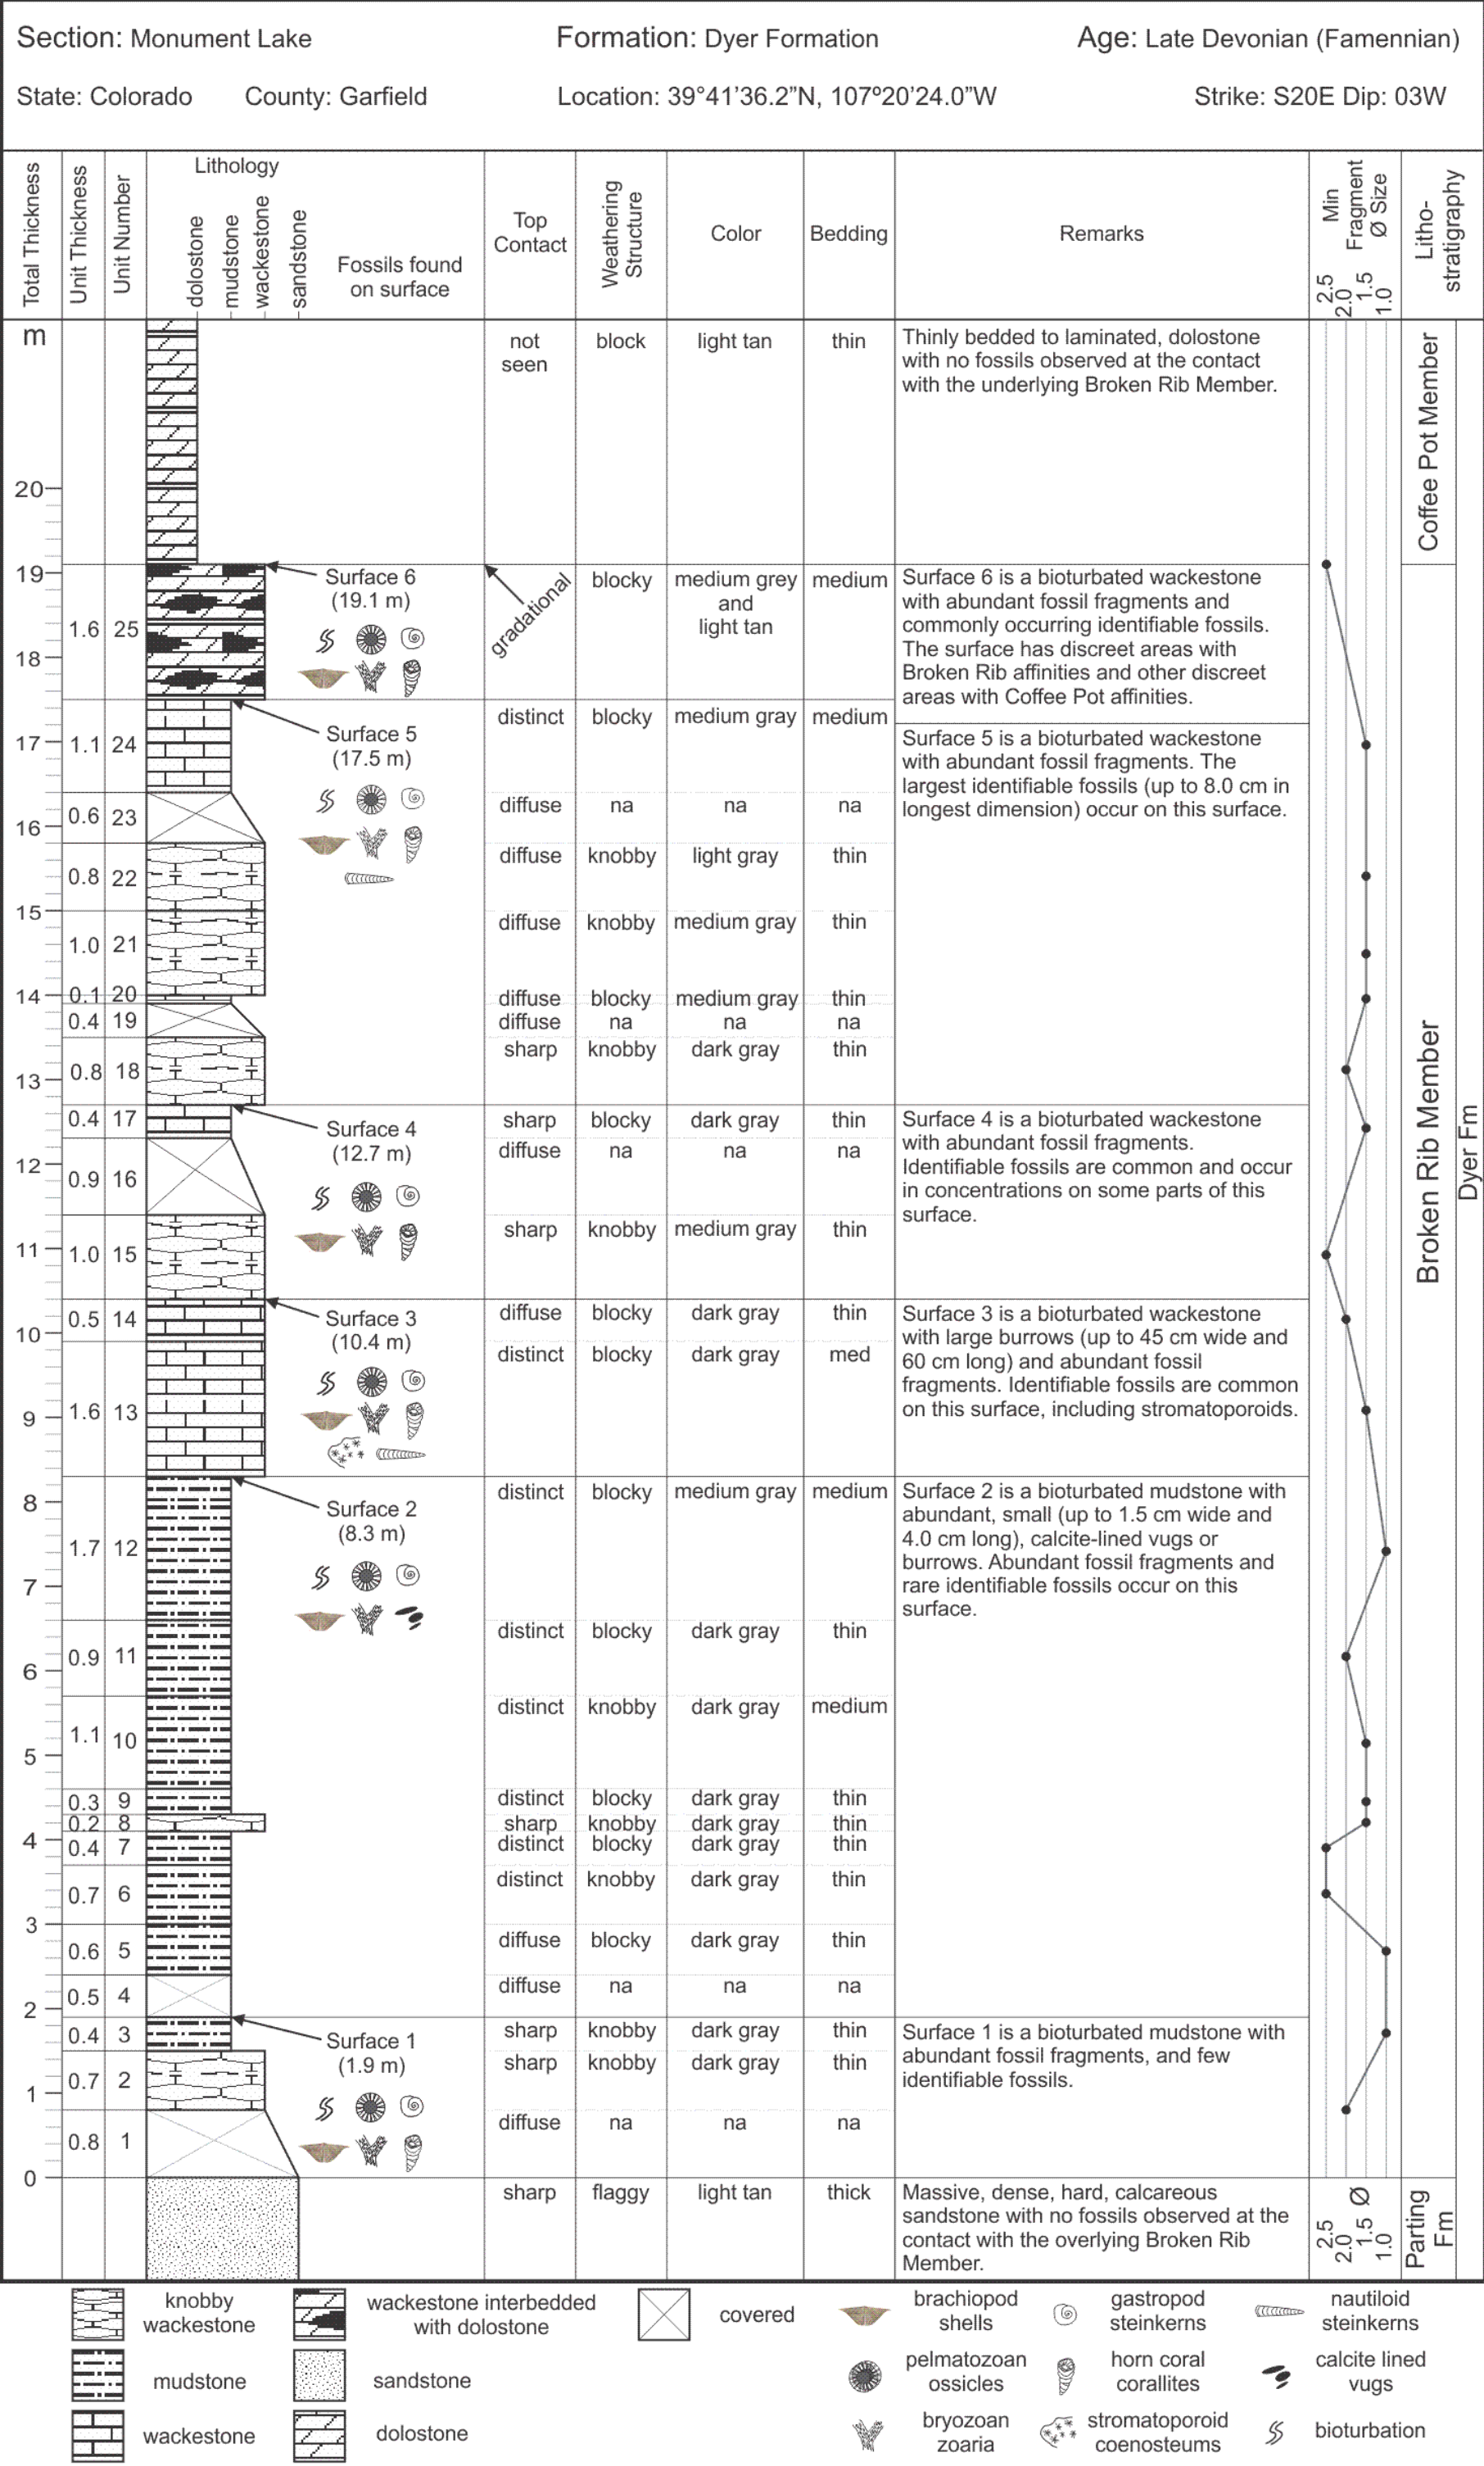 Section: Monument Lake Formation: Dyer Formation Age: Late Devonian (Famennian)
State: Colorado County: Garfield Location: 39°41’36.2”N, 107º20’24.0”W Strike: S20E Dip: 03W
Total Thickness
Unit Thickness
Unit Number
Lithology
dolostone
mudstone
wackestone
sandstone
Fossils found
on surface
Top
Contact
Weathering
Structure
Color
Bedding
Remarks
Min
Fragment
Ø Size
2.5
2.0
1.5
1.0
Litho-
stratigraphy
m
not
seen
block
light tan
thin
Thinly bedded to laminated, dolostone
with no fossils observed at the contact
with the underlying Broken Rib Member.
Coffee Pot Member
20
19
1.6 25
Surface 6
(19.1 m)
gradational
blocky
medium grey
and
light tan
medium
Surface 6 is a bioturbated wackestone
with abundant fossil fragments and
commonly occurring identifiable fossils.
The surface has discreet areas with
Broken Rib affinities and other discreet
areas with Coffee Pot affinities.
18
17
1.1 24
Surface 5
(17.5 m)
distinct blocky medium gray medium
Surface 5 is a bioturbated wackestone
with abundant fossil fragments. The
largest identifiable fossils (up to 8.0 cm in
longest dimension) occur on this surface.
16
0.6 23
diffuse na na na
0.8 22
diffuse knobby light gray thin
15
1.0 21
diffuse knobby medium gray thin
14
0.1 20
diffuse blocky medium gray thin
0.4 19
diffuse na na na
13
0.8 18
sharp knobby dark gray thin
Broken Rib Member
Dyer Fm
0.4 17
Surface 4
(12.7 m)
sharp blocky dark gray thin
Surface 4 is a bioturbated wackestone
with abundant fossil fragments.
Identifiable fossils are common and occur
in concentrations on some parts of this
surface.
12
0.9 16
diffuse na na na
11
1.0 15
sharp knobby medium gray thin
10
0.5 14
Surface 3
(10.4 m)
diffuse blocky dark gray thin
Surface 3 is a bioturbated wackestone
with large burrows (up to 45 cm wide and
60 cm long) and abundant fossil
fragments. Identifiable fossils are common
on this surface, including stromatoporoids.
9
1.6 13
distinct blocky dark gray med
8
1.7 12
Surface 2
(8.3 m)
distinct blocky medium gray medium
Surface 2 is a bioturbated mudstone with
abundant, small (up to 1.5 cm wide and
4.0 cm long), calcite-lined vugs or
burrows. Abundant fossil fragments and
rare identifiable fossils occur on this
surface.
7
6
0.9 11
distinct blocky dark gray thin
5
1.1 10
distinct knobby dark gray medium
0.3 9
distinct blocky dark gray thin
0.2 8
sharp knobby dark gray thin
4
0.4 7
distinct blocky dark gray thin
0.7 6
distinct knobby dark gray thin
3
0.6 5
diffuse blocky dark gray thin
2
0.5 4
diffuse na na na
0.4 3
Surface 1
(1.9 m)
sharp knobby dark gray thin
Surface 1 is a bioturbated mudstone with
abundant fossil fragments, and few
identifiable fossils.
1
0.7 2
sharp knobby dark gray thin
0.8 1
diffuse na na na
0
sharp flaggy light tan thick
Massive, dense, hard, calcareous
sandstone with no fossils observed at the
contact with the overlying Broken Rib
Member.
Ø
2.5
2.0
1.5
1.0
Parting
Fm
knobby
wackestone
wackestone interbedded
with dolostone
covered
brachiopod
shells
gastropod
steinkerns
nautiloid
steinkerns
mudstone
sandstone
pelmatozoan
ossicles
horn coral
corallites
calcite lined
vugs
wackestone
dolostone
bryozoan
zoaria
stromatoporoid
coenosteums
bioturbation